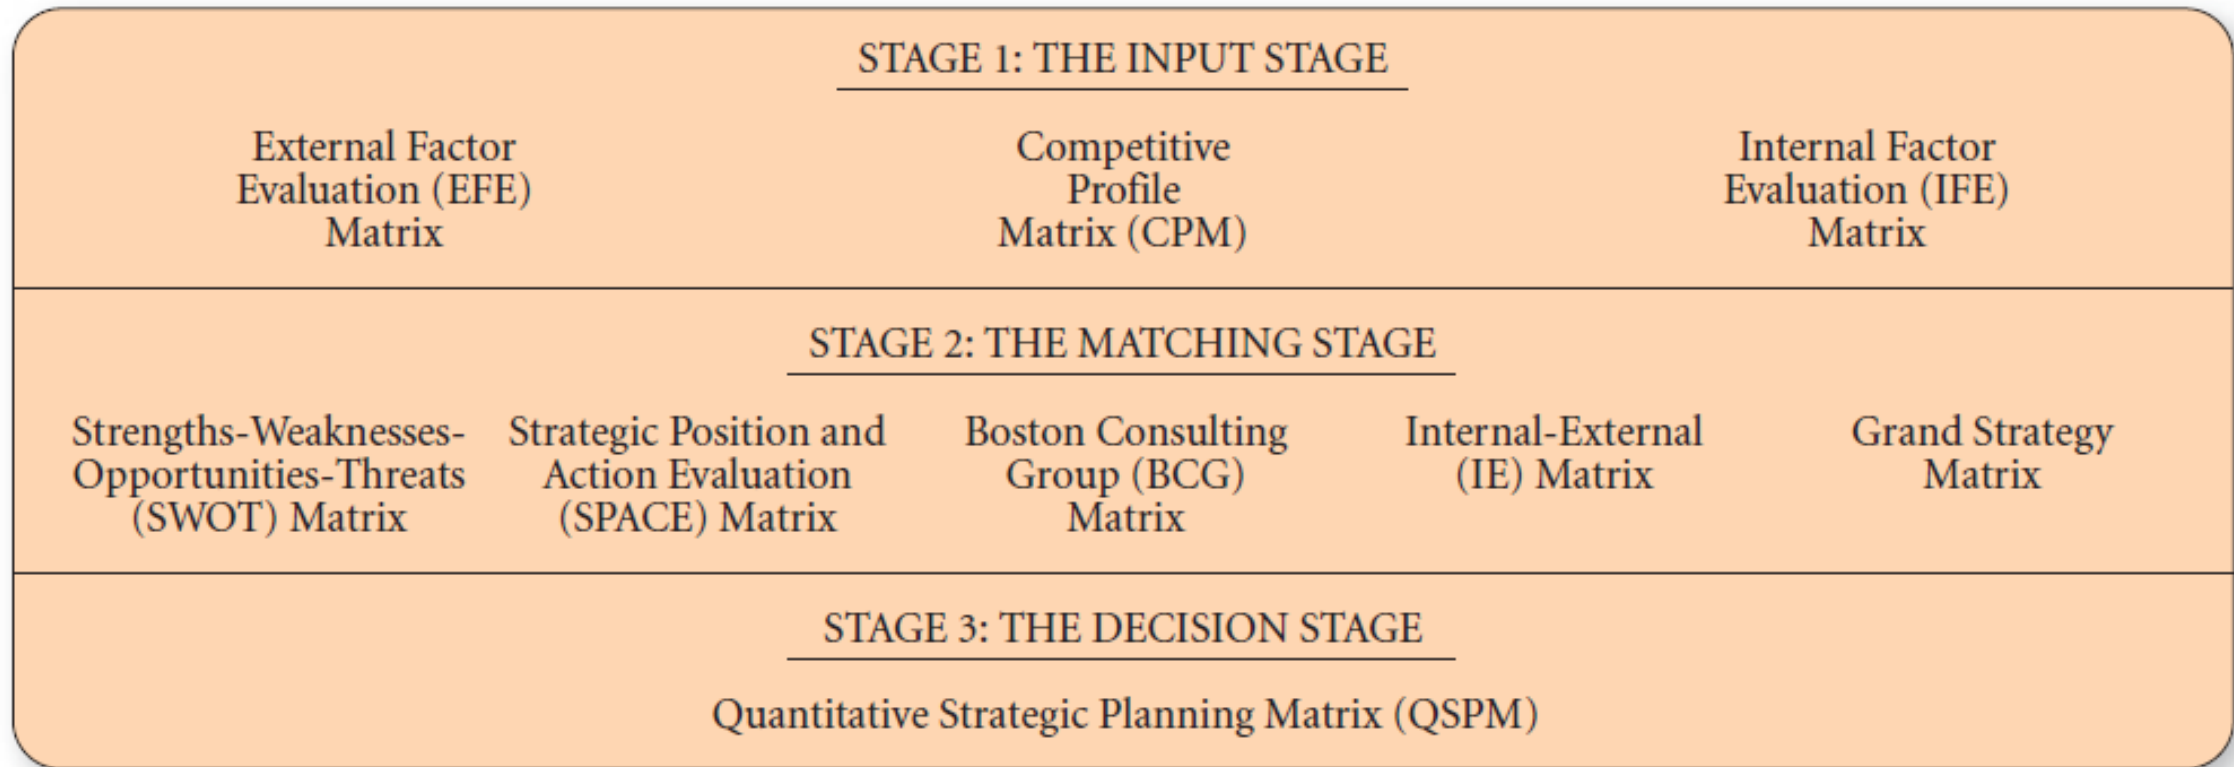 STAGE 1: THE INPUT STAGE
External Factor
Evaluation (EFE)
Matrix
Competitive
Profile
Matrix (CPM)
Internal Factor
Evaluation (IFE)
Matrix
STAGE 2: THE MATCHING STAGE
Strengths-Weaknesses-
Opportunities-Threats
(SWOT) Matrix
Strategic Position and
Action Evaluation
(SPACE) Matrix
Boston Consulting
Group (BCG)
Matrix
Internal-External
(IE) Matrix
Grand Strategy
Matrix
STAGE 3: THE DECISION STAGE
Quantitative Strategic Planning Matrix (QSPM)